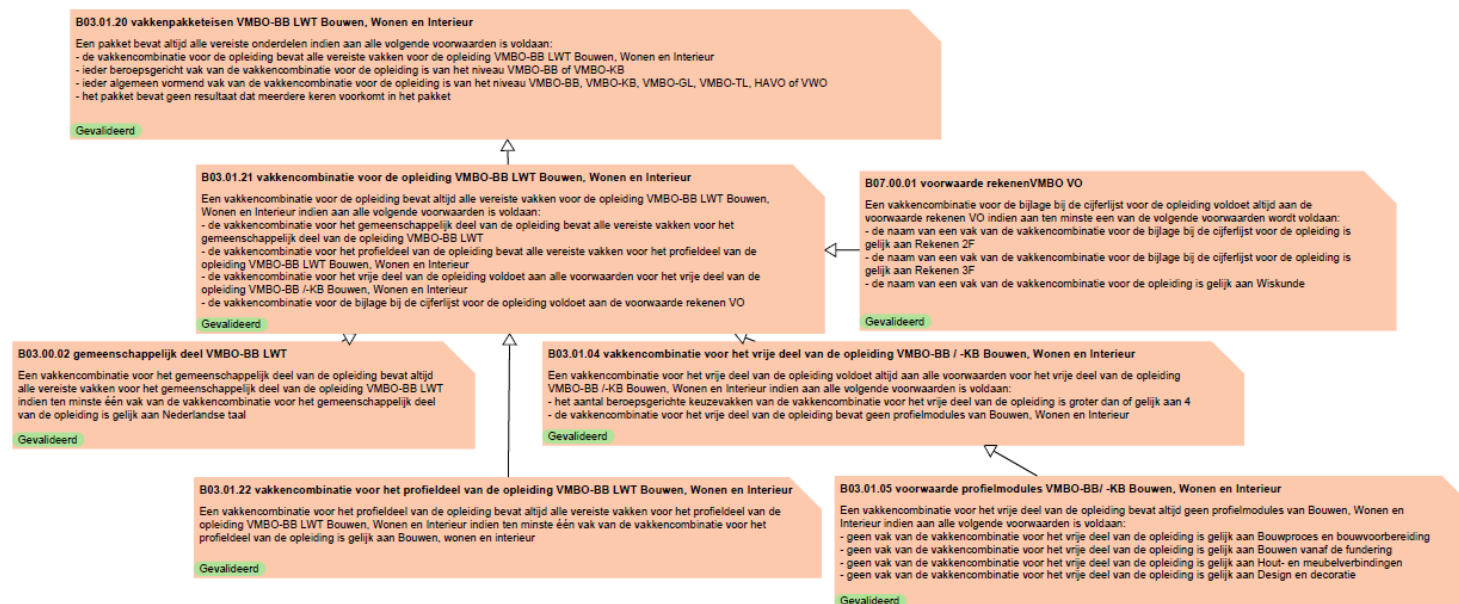 B03.01.20 vakkenpakketeisen VMBO-BB LWT Bouwen, Wonen en Interieur
Een pakket bevat altijd alle vereiste onderdelen indien aan alle volgende voorwaarden is voldaan:
- de vakkencombinatie voor de opleiding bevat alle vereiste vakken voor de opleiding VMBO-BB LWT Bouwen, Wonen en Interieur
- ieder beroepsgericht vak van de vakkencombinatie voor de opleiding is van het niveau VMBO-BB of VMBO-KB
- ieder algemeen vormend vak van de vakkencombinatie voor de opleiding is van het niveau VMBO-BB, VMBO-KB, VMBO-GL, VMBO-TL, HAVO of VWO
- het pakket bevat geen resultaat dat meerdere keren voorkomt in het pakket
Gevalideerd
B03.01.21 vakkencombinatie voor de opleiding VMBO-BB LWT Bouwen, Wonen en Interieur
Een vakkencombinatie voor de opleiding bevat altijd alle vereiste vakken voor de opleiding VMBO-BB LWT Bouwen,
Wonen en Interieur indien aan alle volgende voorwaarden is voldaan:
- de vakkencombinatie voor het gemeenschappelijk deel van de opleiding bevat alle vereiste vakken voor het
gemeenschappelijk deel van de opleiding VMBO-BB LWT
- de vakkencombinatie voor het profieldeel van de opleiding bevat alle vereiste vakken voor het profieldeel van de
opleiding VMBO-BB LWT Bouwen, Wonen en Interieur
- de vakkencombinatie voor het vrije deel van de opleiding voldoet aan alle voorwaarden voor het vrije deel van de
opleiding VMBO-BB /-KB Bouwen, Wonen en Interieur
- de vakkencombinatie voor de bijlage bij de cijferlijst voor de opleiding voldoet aan de voorwaarde rekenen VO
Gevalideerd
B07.00.01 voorwaarde rekenenVMBO VO
Een vakkencombinatie voor de bijlage bij de cijferlijst voor de opleiding voldoet altijd aan de
voorwaarde rekenen VO indien aan ten minste een van de volgende voorwaarden wordt voldaan:
- de naam van een vak van de vakkencombinatie voor de bijlage bij de cijferlijst voor de opleiding is
gelijk aan Rekenen 2F
- de naam van een vak van de vakkencombinatie voor de bijlage bij de cijferlijst voor de opleiding is
gelijk aan Rekenen 3F
- de naam van een vak van de vakkencombinatie voor de opleiding is gelijk aan Wiskunde
Gevalideerd
B03.00.02 gemeenschappelijk deel VMBO-BB LWT
Een vakkencombinatie voor het gemeenschappelijk deel van de opleiding bevat altijd
alle vereiste vakken voor het gemeenschappelijk deel van de opleiding VMBO-BB LWT
indien ten minste één vak van de vakkencombinatie voor het gemeenschappelijk deel
van de opleiding is gelijk aan Nederlandse taal
Gevalideerd
B03.01.04 vakkencombinatie voor het vrije deel van de opleiding VMBO-BB / -KB Bouwen, Wonen en Interieur
Een vakkencombinatie voor het vrije deel van de opleiding voldoet altijd aan alle voorwaarden voor het vrije deel van de opleiding
VMBO-BB /-KB Bouwen, Wonen en Interieur indien aan alle volgende voorwaarden is voldaan:
- het aantal beroepsgerichte keuzevakken van de vakkencombinatie voor het vrije deel van de opleiding is groter dan of gelijk aan 4
- de vakkencombinatie voor het vrije deel van de opleiding bevat geen profielmodules van Bouwen, Wonen en Interieur
Gevalideerd
B03.01.22 vakkencombinatie voor het profieldeel van de opleiding VMBO-BB LWT Bouwen, Wonen en Interieur
Een vakkencombinatie voor het profieldeel van de opleiding bevat altijd alle vereiste vakken voor het profieldeel van de
opleiding VMBO-BB LWT Bouwen, Wonen en Interieur indien ten minste één vak van de vakkencombinatie voor het
profieldeel van de opleiding is gelijk aan Bouwen, wonen en interieur
Gevalideerd
B03.01.05 voorwaarde profielmodules VMBO-BB/ -KB Bouwen, Wonen en Interieur
Een vakkencombinatie voor het vrije deel van de opleiding bevat altijd geen profielmodules van Bouwen, Wonen en
Interieur indien aan alle volgende voorwaarden is voldaan:
- geen vak van de vakkencombinatie voor het vrije deel van de opleiding is gelijk aan Bouwproces en bouwvoorbereiding
- geen vak van de vakkencombinatie voor het vrije deel van de opleiding is gelijk aan Bouwen vanaf de fundering
- geen vak van de vakkencombinatie voor het vrije deel van de opleiding is gelijk aan Hout- en meubelverbindingen
- geen vak van de vakkencombinatie voor het vrije deel van de opleiding is gelijk aan Design en decoratie
Gevalideerd